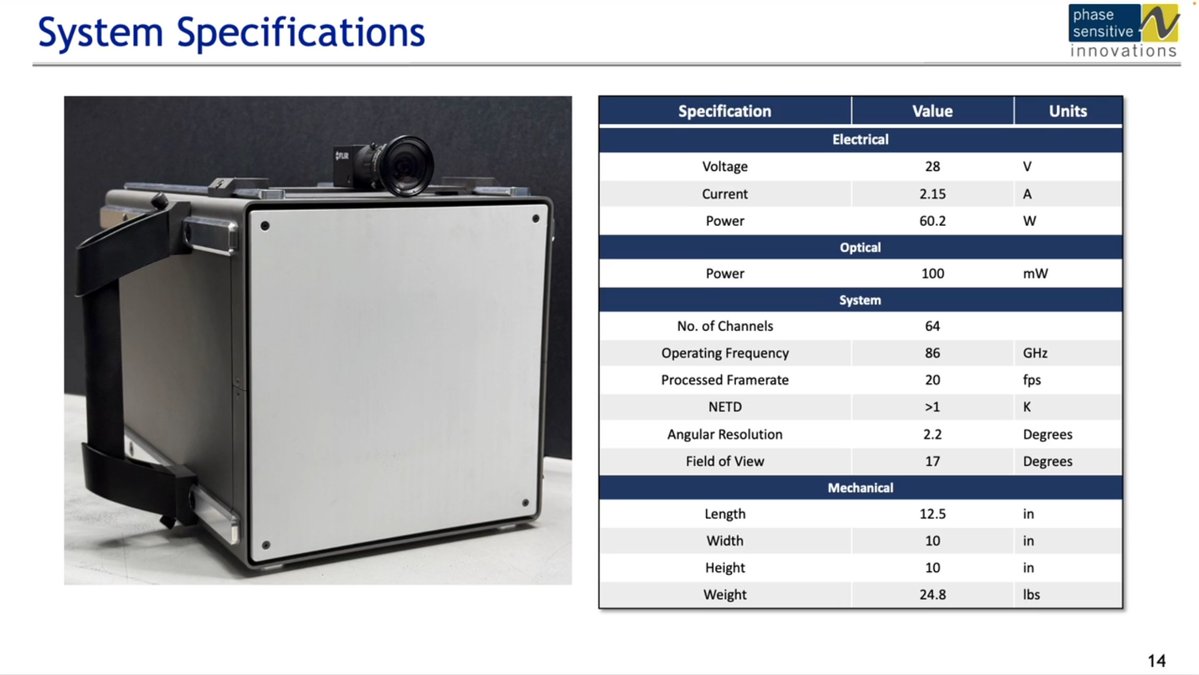 System Specifications
phase
sensitive
innovations
FLIR
Specification Value Units
Electrical
Voltage 28 V
Current 2.15 A
Power 60.2 W
Optical
Power 100 mW
System
No. of Channels 64
Operating Frequency 86 GHz
Processed Framerate 20 fps
NETD >1 K
Angular Resolution 2.2 Degrees
Field of View 17 Degrees
Mechanical
Length 12.5 in
Width 10 in
Height 10 in
Weight 24.8 lbs
14